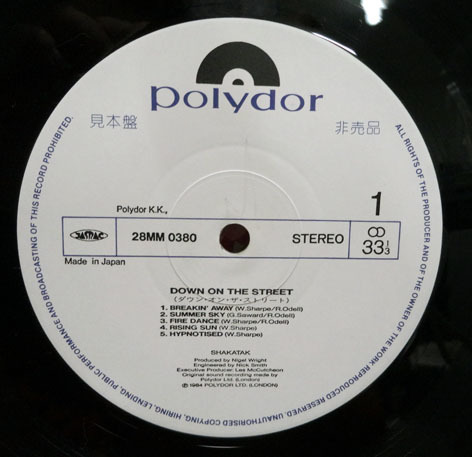 polydor
見本盤
非売品
Polydor K.K.,
1
JASRAC
28MM 0380
STEREO
33 1/3
Made in Japan
DOWN ON THE STREET
(ダウン・オン・ザ・ストリート)
1. BREAKIN' AWAY (W.Sharpe/R.Odell)
2. SUMMER SKY (G.Saward/R.Odell)
3. FIRE DANCE (W.Sharpe/R.Odell)
4. RISING SUN (W.Sharpe)
5. HYPNOTISED (W.Sharpe)
SHAKATAK
Produced by Nigel Wright
Engineered by Nick Smith
Executive Producer: Les McCutcheon
Original sound recording made by
Polydor Ltd. (London)
℗1984 POLYDOR LTD. (LONDON)
ALL RIGHTS OF THE PRODUCER AND OF THE OWNER OF THE WORK REPRODUCED RESERVED. UNAUTHORISED COPYING, HIRING, LENDING, PUBLIC PERFORMANCE AND BROADCASTING OF THIS RECORD PROHIBITED.